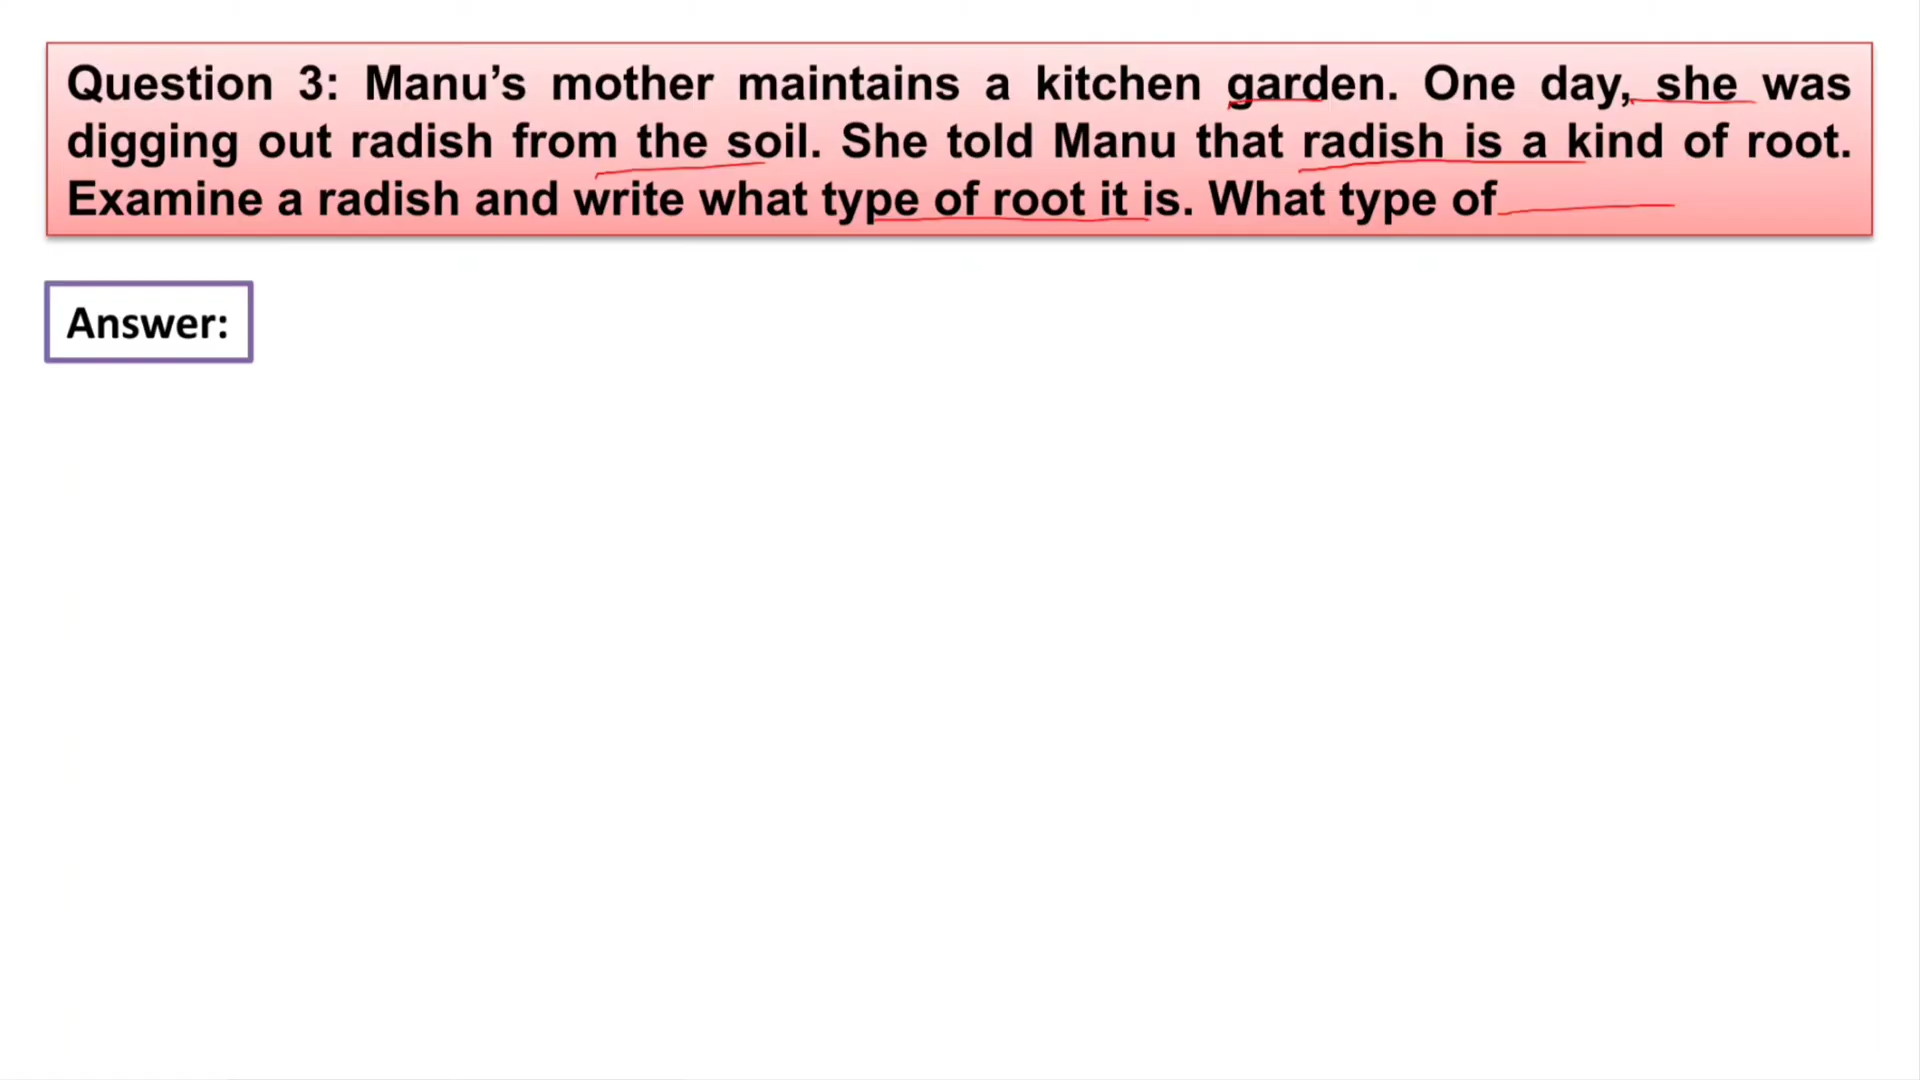 Question 3: Manu’s mother maintains a kitchen garden. One day, she was
digging out radish from the soil. She told Manu that radish is a kind of root.
Examine a radish and write what type of root it is. What type of
Answer: